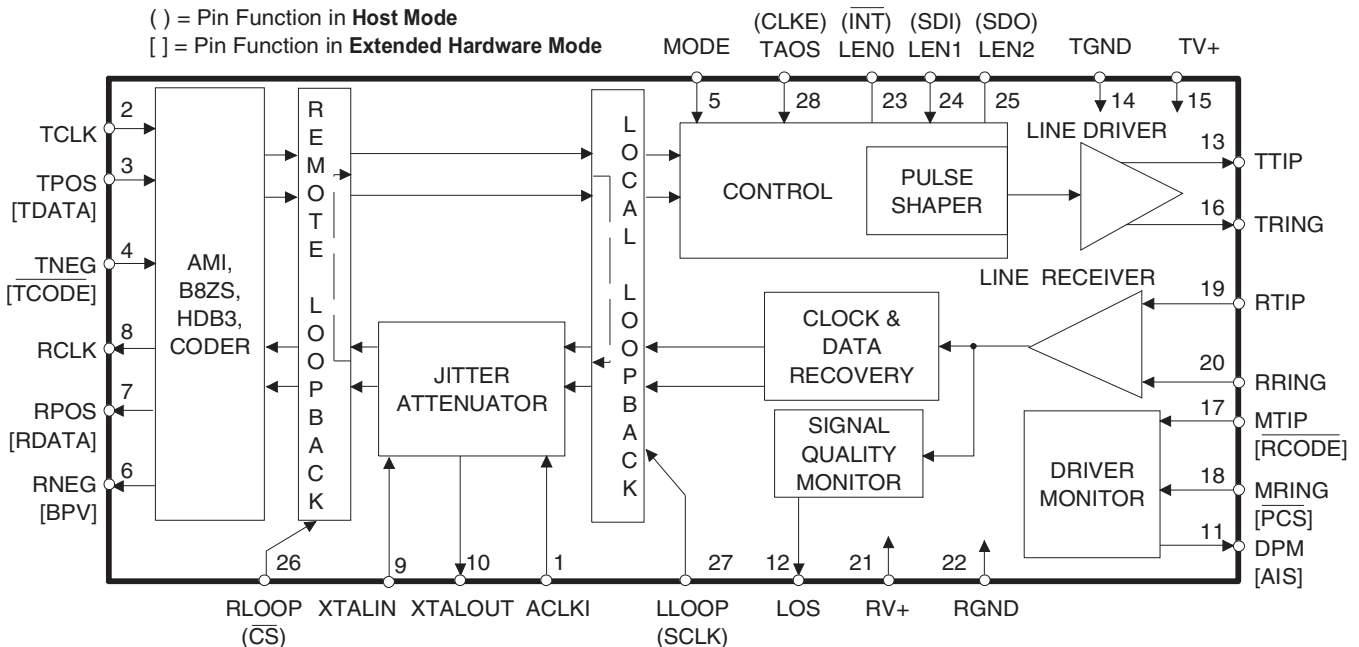 ( ) = Pin Function in Host Mode
[ ] = Pin Function in Extended Hardware Mode
(CLKE) (INT) (SDI) (SDO)
MODE TAOS LEN0 LEN1 LEN2 TGND TV+
5 28 23 24 25 14 15
TCLK 2
TPOS 3
[TDATA]
TNEG 4
[TCODE]
RCLK 8
RPOS 7
[RDATA]
RNEG 6
[BPV]
AMI,
B8ZS,
HDB3,
CODER
REMOTE LOOPBACK
JITTER
ATTENUATOR
LOCAL LOOPBACK
CONTROL
PULSE
SHAPER
LINE DRIVER
13 TTIP
16 TRING
LINE RECEIVER
19 RTIP
20 RRING
CLOCK &
DATA
RECOVERY
SIGNAL
QUALITY
MONITOR
DRIVER
MONITOR
17 MTIP
[RCODE]
18 MRING
[PCS]
11 DPM
[AIS]
26 9 10 1 27 12 21 22
RLOOP XTALIN XTALOUT ACLKI LLOOP LOS RV+ RGND
(CS) (SCLK)